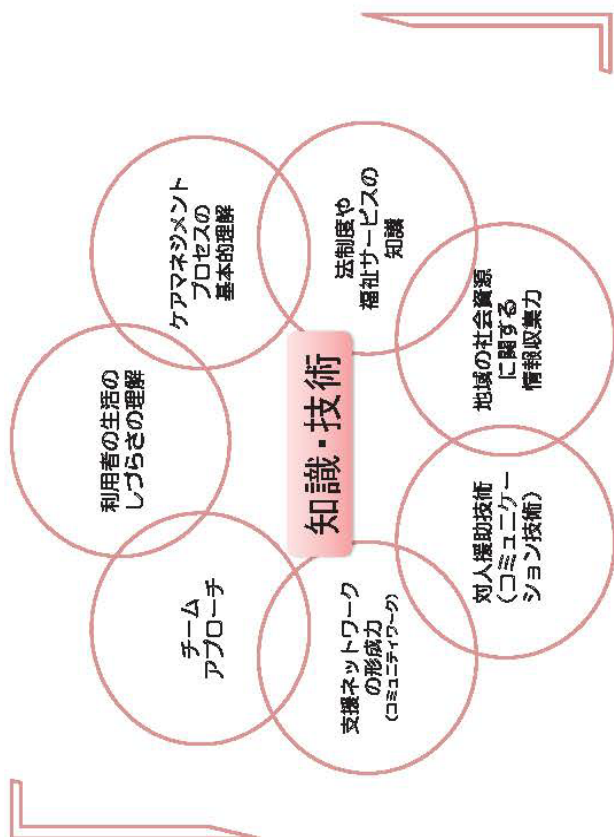 利用者の生活の
しづらさの理解
ケアマネジメント
プロセスの
基本的理解
法制度や
福祉サービスの
知識
地域の社会資源
に関する
情報収集力
対人援助技術
（コミュニケー
ション技術）
支援ネットワーク
の形成力
（コミュニティワーク）
チーム
アプローチ
知識・技術